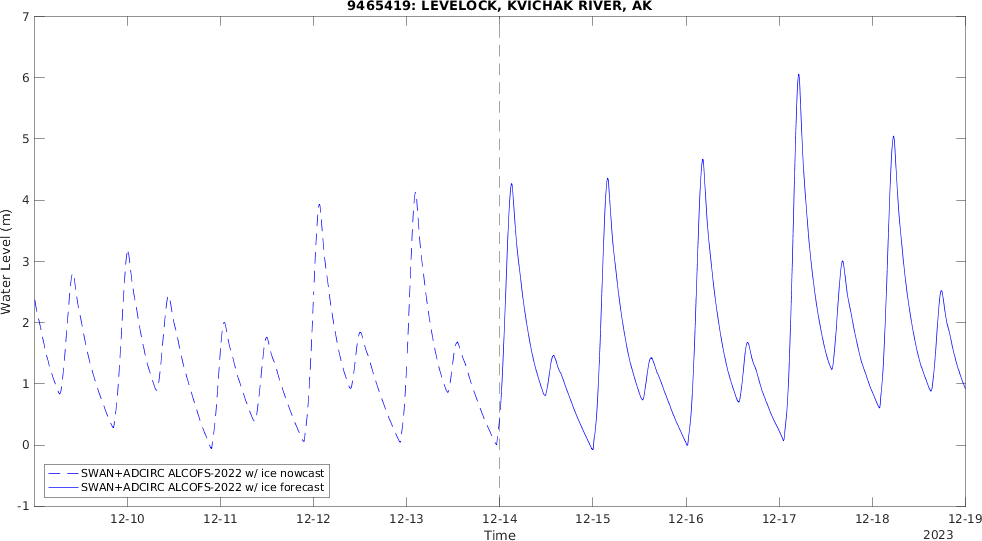 9465419: LEVELOCK, KVICHAK RIVER, AK
7
6
5
4
3
2
1
0
-1
Water Level (m)
SWAN+ADCIRC ALCOFS-2022 w/ ice nowcast
SWAN+ADCIRC ALCOFS-2022 w/ ice forecast
12-10 12-11 12-12 12-13 12-14 12-15 12-16 12-17 12-18 12-19
Time
2023